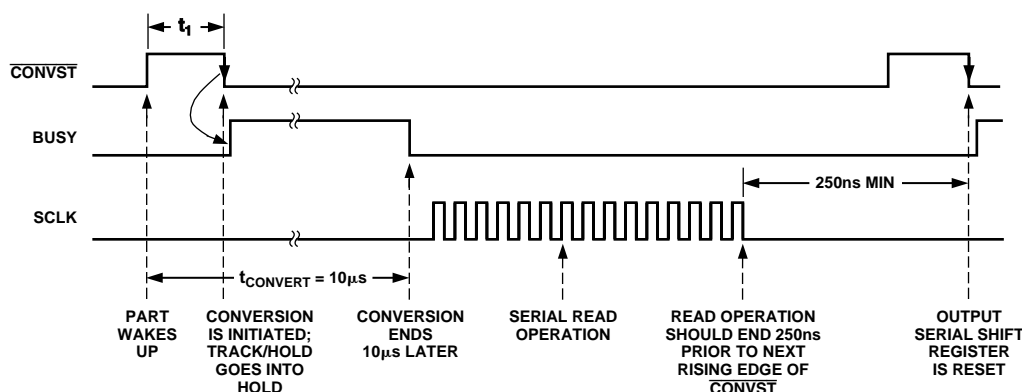 t1
CONVST
BUSY
250ns MIN
SCLK
tCONVERT = 10µs
PART
WAKES
UP
CONVERSION
IS INITIATED;
TRACK/HOLD
GOES INTO
HOLD
CONVERSION
ENDS
10µs LATER
SERIAL READ
OPERATION
READ OPERATION
SHOULD END 250ns
PRIOR TO NEXT
RISING EDGE OF
CONVST
OUTPUT
SERIAL SHIFT
REGISTER
IS RESET